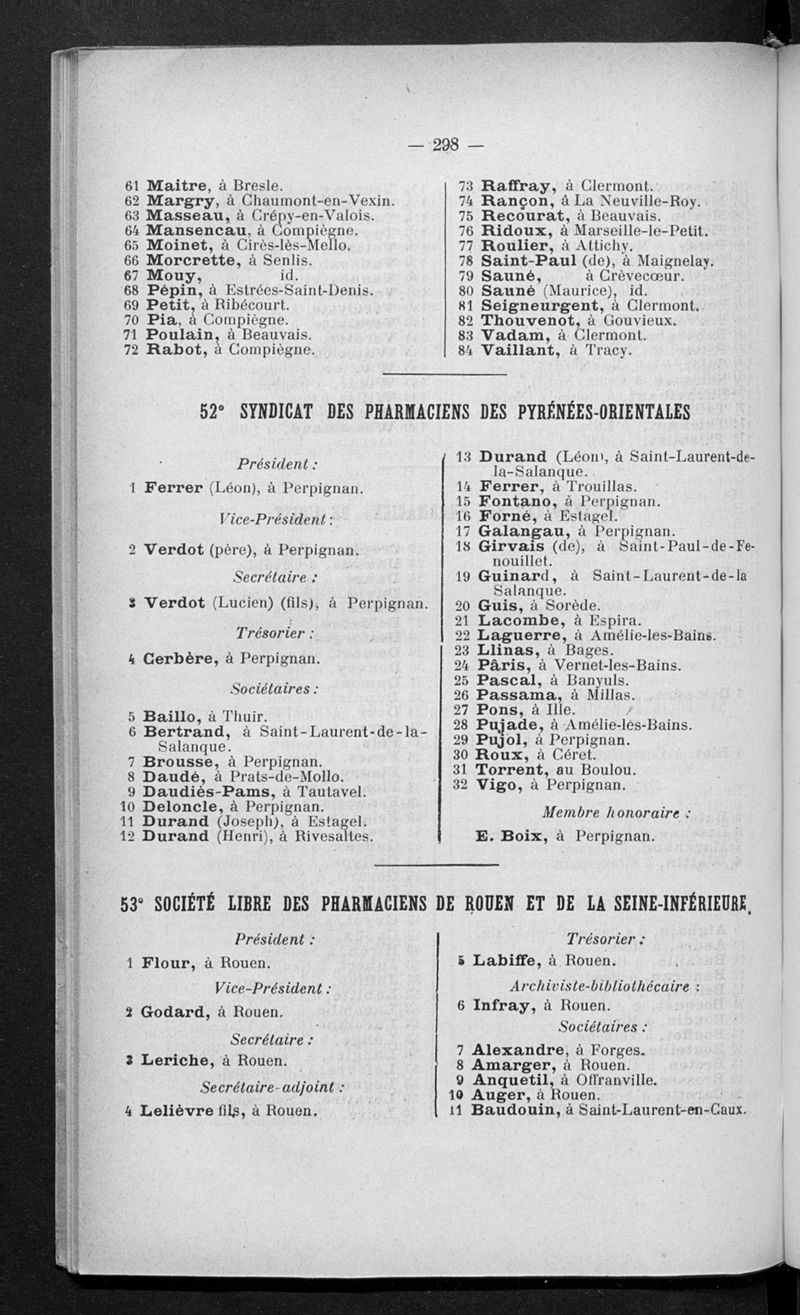 — 298 —
61 Maitre, à Bresle.
62 Margry, à Chaumont-en-Vexin.
63 Masseau, à Crépy-en-Valois.
64 Mansencau, à Compiègne.
65 Moinet, à Cirès-lès-Mello.
66 Morcrette, à Senlis.
67 Mouy, id.
68 Pépin, à Estrées-Saint-Denis.
69 Petit, à Ribécourt.
70 Pia, à Compiègne.
71 Poulain, à Beauvais.
72 Rabot, à Compiègne.
73 Raffray, à Clermont.
74 Rançon, à La Neuville-Roy.
75 Recourat, à Beauvais.
76 Ridoux, à Marseille-le-Petit.
77 Roulier, à Attichy.
78 Saint-Paul (de), à Maignelay.
79 Sauné, à Crèvecœur.
80 Sauné (Maurice), id.
81 Seigneurgent, à Clermont.
82 Thouvenot, à Gouvieux.
83 Vadam, à Clermont.
84 Vaillant, à Tracy.
52° SYNDICAT DES PHARMACIENS DES PYRÉNÉES-ORIENTALES
Président :
1 Ferrer (Léon), à Perpignan.
Vice-Président :
2 Verdot (père), à Perpignan.
Secrétaire :
3 Verdot (Lucien) (fils), à Perpignan.
Trésorier :
4 Cerbère, à Perpignan.
Sociétaires :
5 Baillo, à Thuir.
6 Bertrand, à Saint-Laurent-de-la-
Salanque.
7 Brousse, à Perpignan.
8 Daudé, à Prats-de-Mollo.
9 Daudiés-Pams, à Tautavel.
10 Deloncle, à Perpignan.
11 Durand (Joseph), à Estagel.
12 Durand (Henri), à Rivesaltes.
13 Durand (Léon), à Saint-Laurent-de-
la-Salanque.
14 Ferrer, à Trouillas.
15 Fontano, à Perpignan.
16 Forné, à Estagel.
17 Galangau, à Perpignan.
18 Girvais (de), à Saint-Paul-de-Fe-
nouillet.
19 Guinard, à Saint-Laurent-de-la
Salanque.
20 Guis, à Sorède.
21 Lacombe, à Espira.
22 Laguerre, à Amélie-les-Bains.
23 Llinas, à Bages.
24 Pâris, à Vernet-les-Bains.
25 Pascal, à Banyuls.
26 Passama, à Millas.
27 Pons, à Ille.
28 Pujade, à Amélie-les-Bains.
29 Pujol, à Perpignan.
30 Roux, à Céret.
31 Torrent, au Boulou.
32 Vigo, à Perpignan.
Membre honoraire :
E. Boix, à Perpignan.
53° SOCIÉTÉ LIBRE DES PHARMACIENS DE ROUEN ET DE LA SEINE-INFÉRIEURE.
Président :
1 Flour, à Rouen.
Vice-Président :
2 Godard, à Rouen.
Secrétaire :
3 Leriche, à Rouen.
Secrétaire-adjoint :
4 Lelièvre fils, à Rouen.
Trésorier :
5 Labiffe, à Rouen.
Archiviste-bibliothécaire :
6 Infray, à Rouen.
Sociétaires :
7 Alexandre, à Forges.
8 Amarger, à Rouen.
9 Anquetil, à Offranville.
10 Auger, à Rouen.
11 Baudouin, à Saint-Laurent-en-Caux.